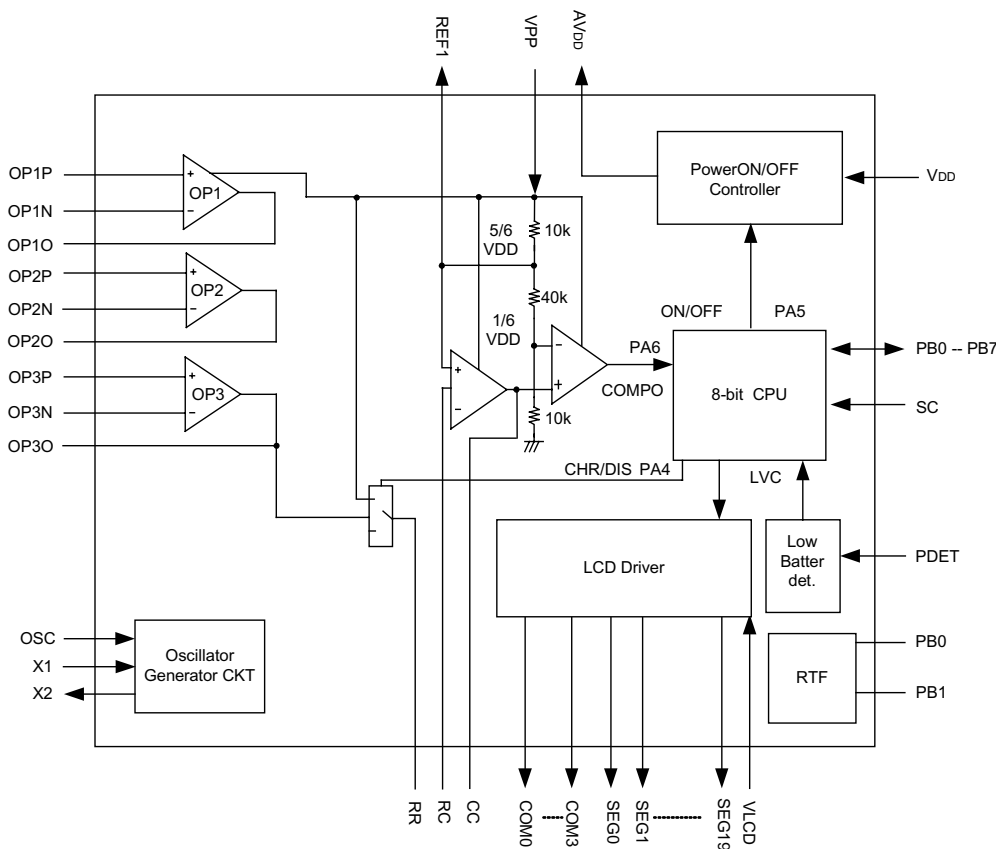 REF1
VPP
AVDD
OP1P
OP1N
OP1O
OP2P
OP2N
OP2O
OP3P
OP3N
OP3O
+
OP1
−
+
OP2
−
+
OP3
−
5/6
VDD
10k
40k
1/6
VDD
+
−
−
+
10k
PA6
COMPO
PowerON/OFF
Controller
VDD
ON/OFF
PA5
8-bit CPU
PB0 -- PB7
SC
CHR/DIS PA4
LVC
LCD Driver
Low
Batter
det.
PDET
OSC
X1
X2
Oscillator
Generator CKT
RTF
PB0
PB1
RR
RC
CC
COM0
COM3
SEG0
SEG1
SEG19
VLCD